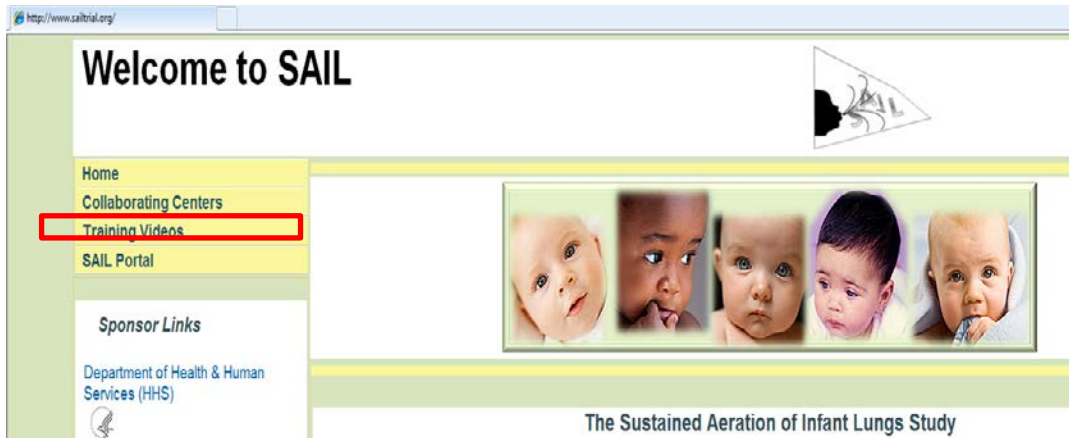 http://www.sailtrial.org/
Welcome to SAIL
SAIL
Home
Collaborating Centers
Training Videos
SAIL Portal
Sponsor Links
Department of Health & Human
Services (HHS)
The Sustained Aeration of Infant Lungs Study